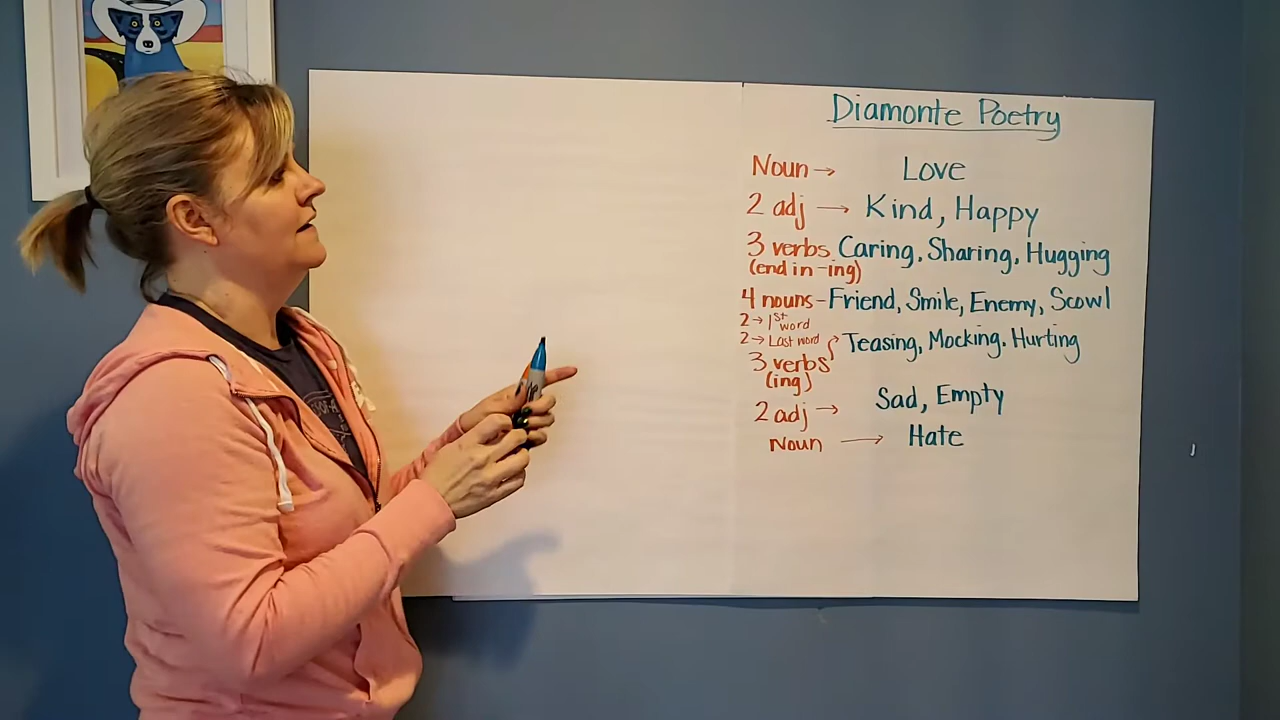 Diamonte Poetry
Noun → Love
2 adj → Kind, Happy
3 verbs Caring, Sharing, Hugging
(end in -ing)
4 nouns - Friend, Smile, Enemy, Scowl
2 → 1st word
2 → Last word
3 verbs Teasing, Mocking, Hurting
(ing)
2 adj → Sad, Empty
Noun → Hate